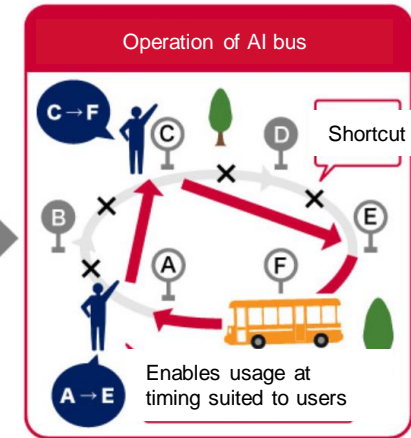 Operation of AI bus
C→F
C
D
Shortcut
B
E
A
F
A→E
Enables usage at
timing suited to users